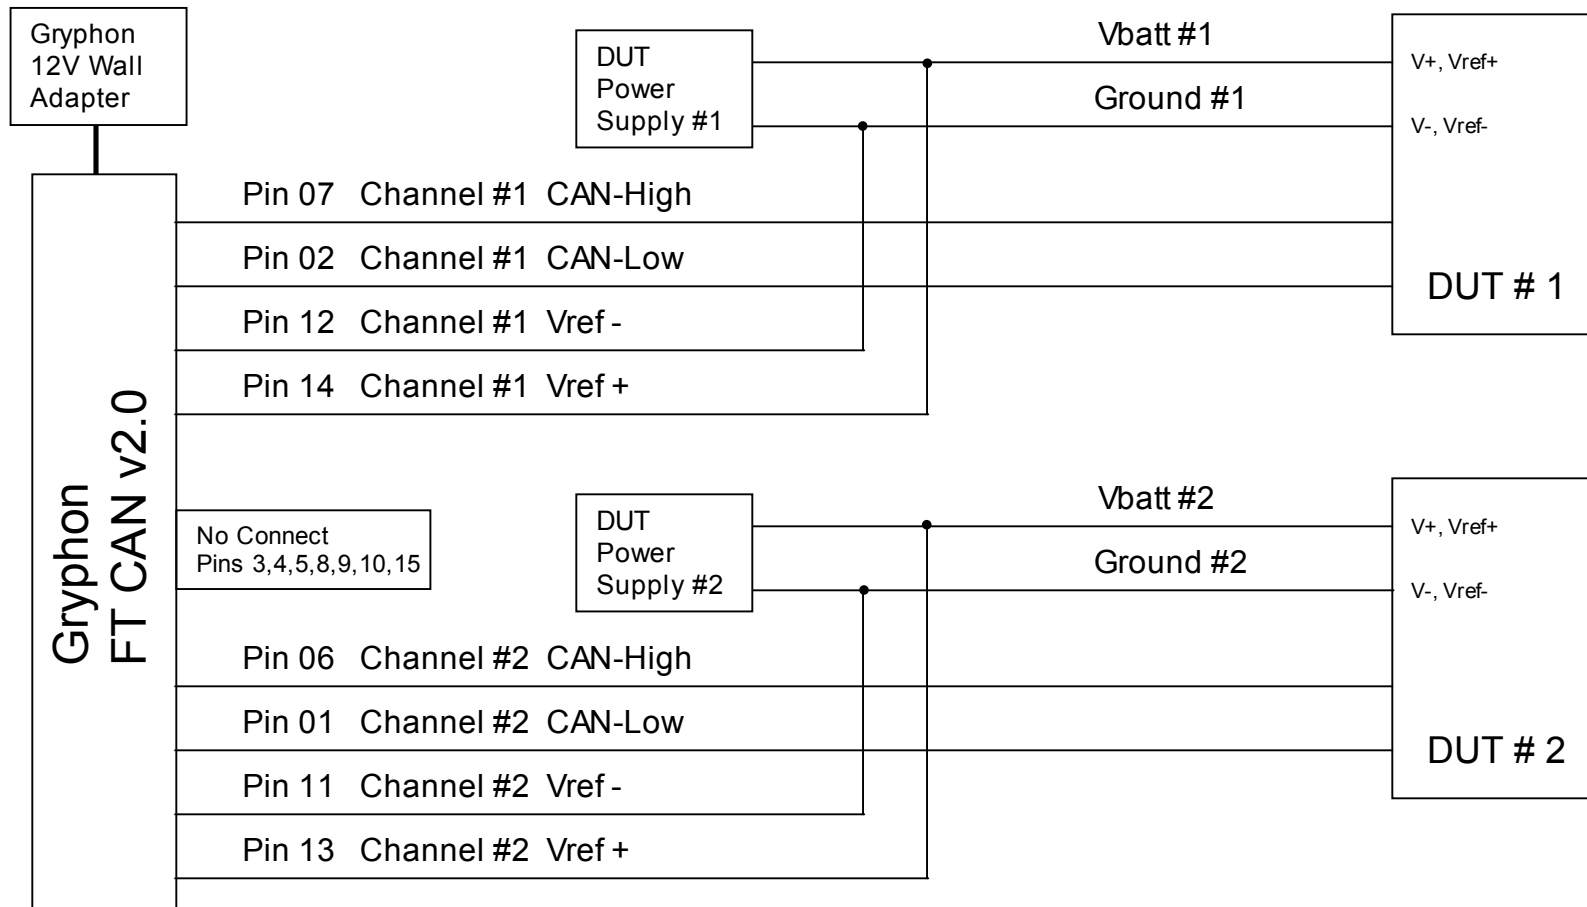 Gryphon
12V Wall
Adapter
DUT
Power
Supply #1
Vbatt #1
Ground #1
V+, Vref+
V-, Vref-
DUT # 1
Pin 07 Channel #1 CAN-High
Pin 02 Channel #1 CAN-Low
Pin 12 Channel #1 Vref -
Pin 14 Channel #1 Vref +
Gryphon
FT CAN v2.0
No Connect
Pins 3,4,5,8,9,10,15
DUT
Power
Supply #2
Vbatt #2
Ground #2
V+, Vref+
V-, Vref-
DUT # 2
Pin 06 Channel #2 CAN-High
Pin 01 Channel #2 CAN-Low
Pin 11 Channel #2 Vref -
Pin 13 Channel #2 Vref +